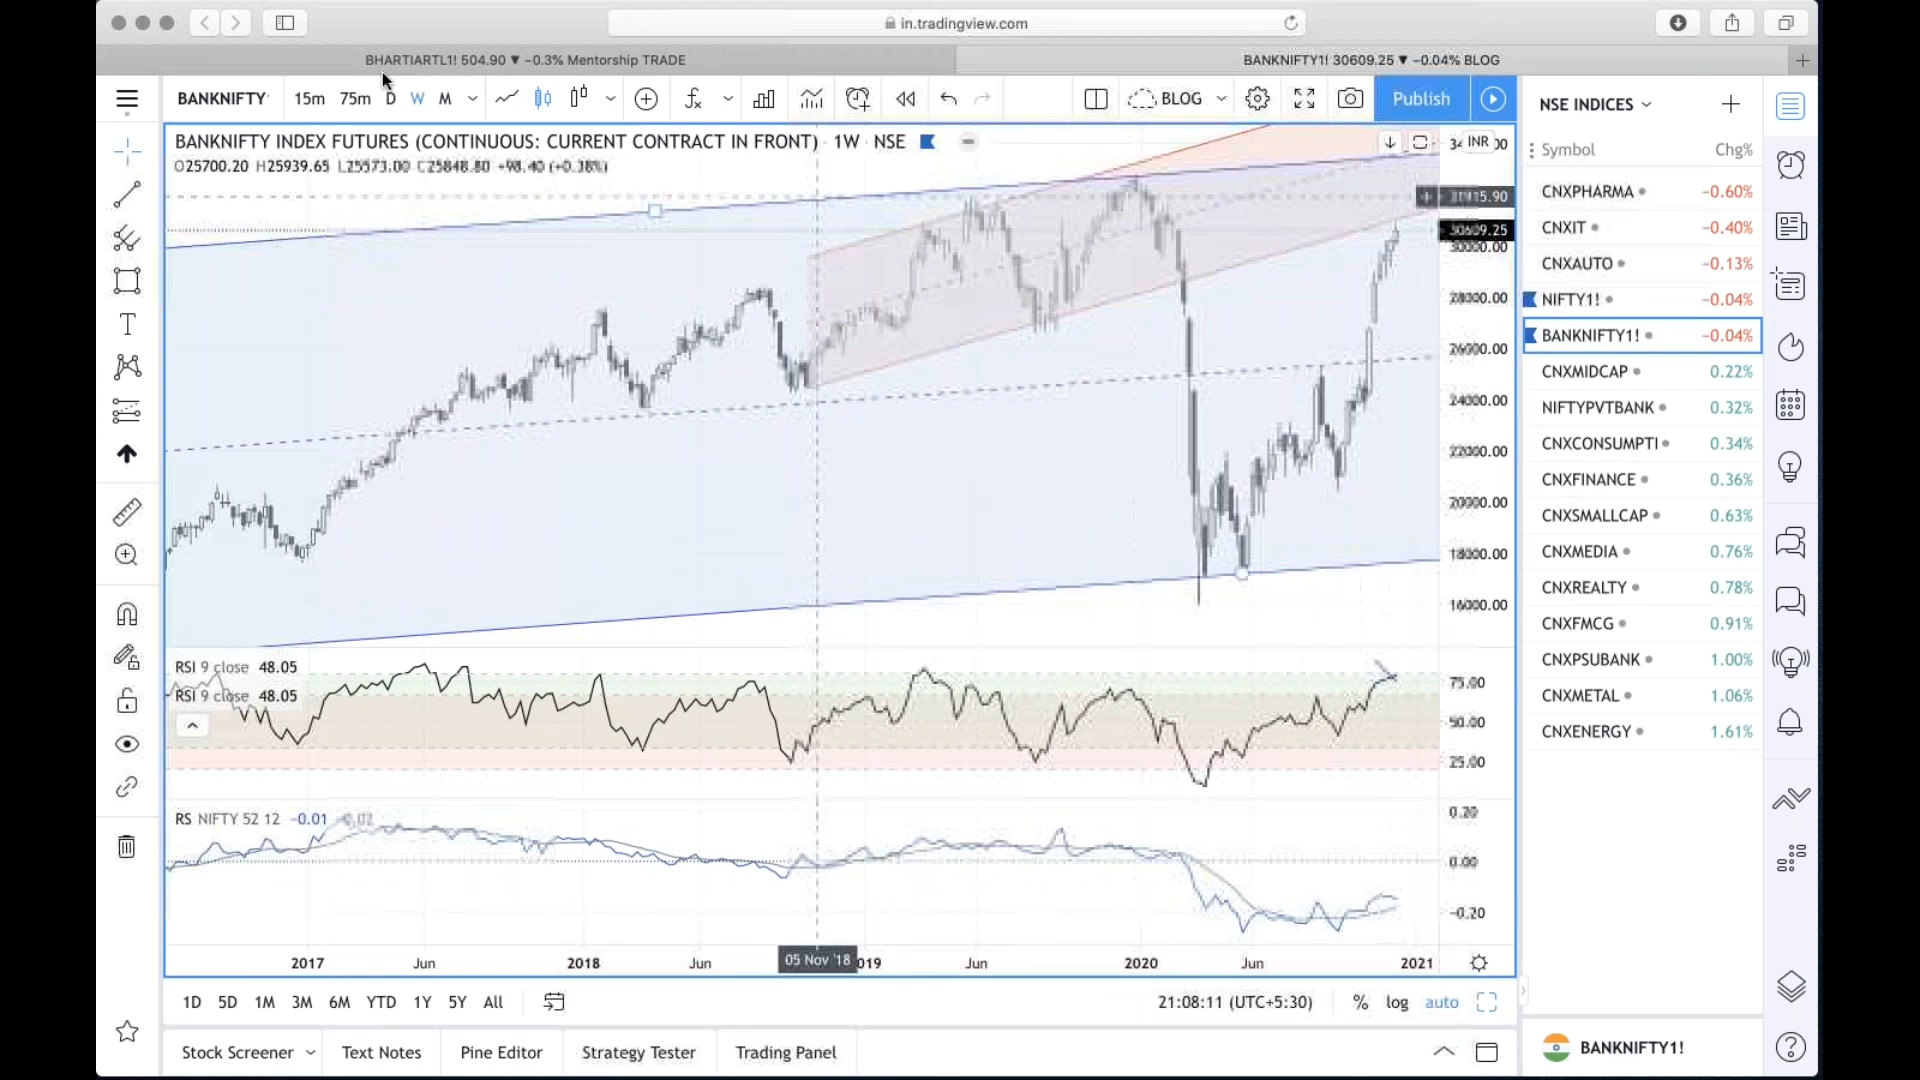 in.tradingview.com
BHARTIARTL1! 504.90 ▼ −0.3% Mentorship TRADE
BANKNIFTY1! 30609.25 ▼ −0.04% BLOG
BANKNIFTY 15m 75m D W M BLOG Publish
NSE INDICES
BANKNIFTY INDEX FUTURES (CONTINUOUS: CURRENT CONTRACT IN FRONT) · 1W · NSE
INR
O25700.20 H25939.65 L25573.00 C25848.80 +98.40 (+0.38%)
Symbol Chg%
CNXPHARMA −0.60%
CNXIT −0.40%
CNXAUTO −0.13%
NIFTY1! −0.04%
BANKNIFTY1! −0.04%
CNXMIDCAP 0.22%
NIFTYPVTBANK 0.32%
CNXCONSUMPTI 0.34%
CNXFINANCE 0.36%
CNXSMALLCAP 0.63%
CNXMEDIA 0.76%
CNXREALTY 0.78%
CNXFMCG 0.91%
CNXPSUBANK 1.00%
CNXMETAL 1.06%
CNXENERGY 1.61%
30609.25
30000.00
28000.00
26000.00
24000.00
22000.00
20000.00
18000.00
16000.00
RSI 9 close 48.05
RSI 9 close 48.05
75.00
50.00
25.00
RS NIFTY 52 12 −0.01
0.20
0.00
−0.20
2017 Jun 2018 Jun 05 Nov '18 019 Jun 2020 Jun 2021
1D 5D 1M 3M 6M YTD 1Y 5Y All
21:08:11 (UTC+5:30) % log auto
Stock Screener Text Notes Pine Editor Strategy Tester Trading Panel
BANKNIFTY1!